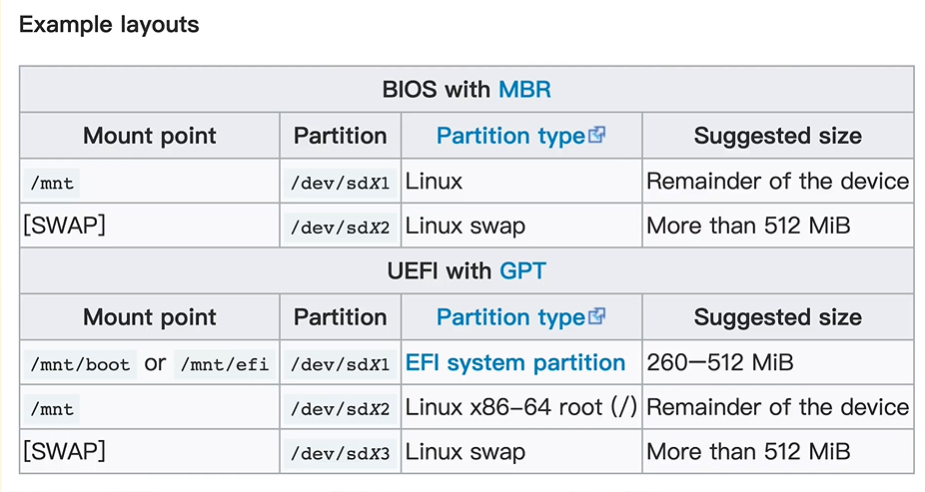 Example layouts
BIOS with MBR
Mount point Partition Partition type Suggested size
/mnt /dev/sdX1 Linux Remainder of the device
[SWAP] /dev/sdX2 Linux swap More than 512 MiB
UEFI with GPT
Mount point Partition Partition type Suggested size
/mnt/boot or /mnt/efi /dev/sdX1 EFI system partition 260–512 MiB
/mnt /dev/sdX2 Linux x86–64 root (/) Remainder of the device
[SWAP] /dev/sdX3 Linux swap More than 512 MiB